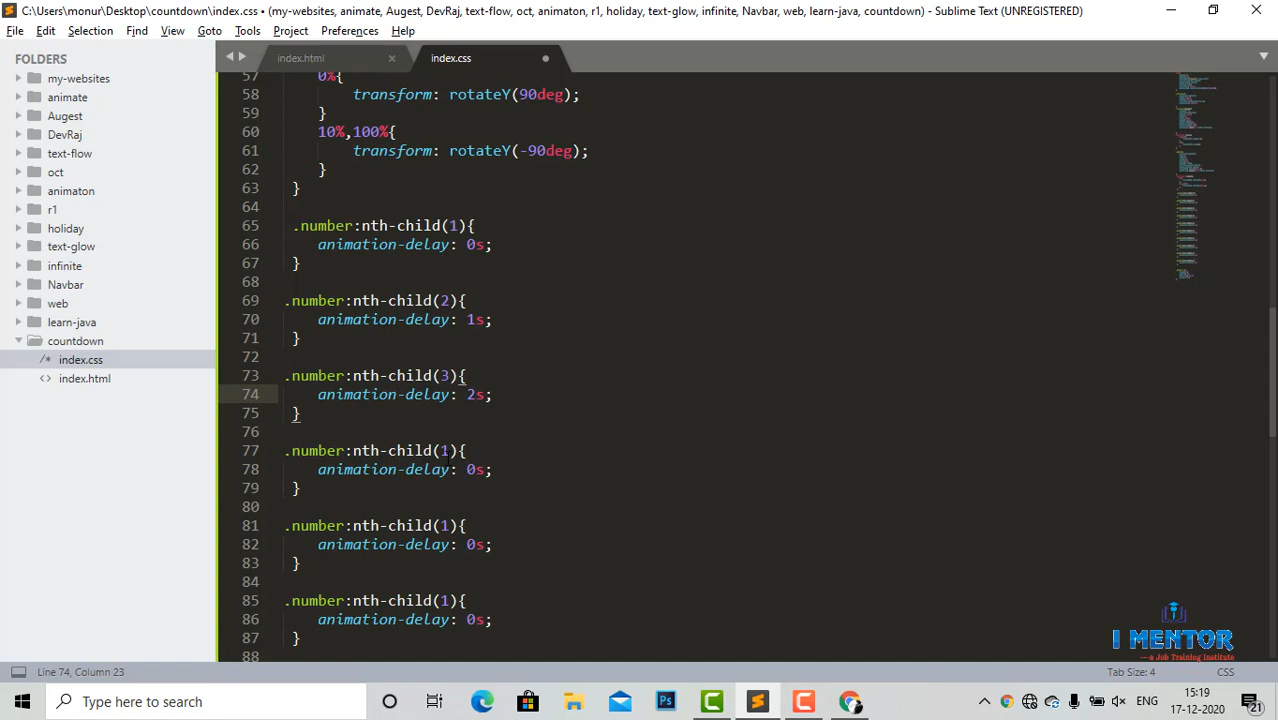 C:\Users\monur\Desktop\countdown\index.css • (my-websites, animate, Augest, DevRaj, text-flow, oct, animaton, r1, holiday, text-glow, infinite, Navbar, web, learn-java, countdown) - Sublime Text (UNREGISTERED)
File Edit Selection Find View Goto Tools Project Preferences Help
FOLDERS
my-websites
animate
Augest
DevRaj
text-flow
oct
animaton
r1
holiday
text-glow
infinite
Navbar
web
learn-java
countdown
index.css
index.html
index.html index.css
57 0%{
58 transform: rotateY(90deg);
59 }
60 10%,100%{
61 transform: rotateY(-90deg);
62 }
63 }
64
65 .number:nth-child(1){
66 animation-delay: 0s;
67 }
68
69 .number:nth-child(2){
70 animation-delay: 1s;
71 }
72
73 .number:nth-child(3){
74 animation-delay: 2s;
75 }
76
77 .number:nth-child(1){
78 animation-delay: 0s;
79 }
80
81 .number:nth-child(1){
82 animation-delay: 0s;
83 }
84
85 .number:nth-child(1){
86 animation-delay: 0s;
87 }
88
I MENTOR
—a Job Training Institute
Line 74, Column 23 Tab Size: 4 CSS
Type here to search
Ps
ENG
15:19
17-12-2020
21